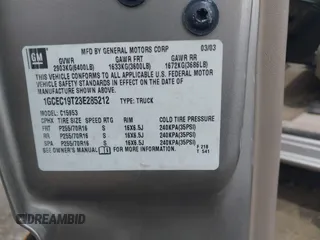 GM
MFD BY GENERAL MOTORS CORP 03/03
GVWR GAWR FRT GAWR RR
2903KG(6400LB) 1633KG(3600LB) 1672KG(3686LB)
THIS VEHICLE CONFORMS TO ALL APPLICABLE U.S. FEDERAL MOTOR
VEHICLE SAFETY STANDARDS IN EFFECT ON THE DATE OF
MANUFACTURE SHOWN ABOVE.
1GCEC19T23E285212 TYPE: TRUCK
MODEL: C15953
TIRE SIZE SPEED RTG RIM COLD TIRE PRESSURE
FRT P255/70R16 S 16X6.5J 240KPA(35PSI)
RR P255/70R16 S 16X6.5J 240KPA(35PSI)
SPA P255/70R16 S 16X6.5J 240KPA(35PSI)
SEE OWNER'S MANUAL FOR MORE INFORMATION.
F 218
T 541
©DREAMBID